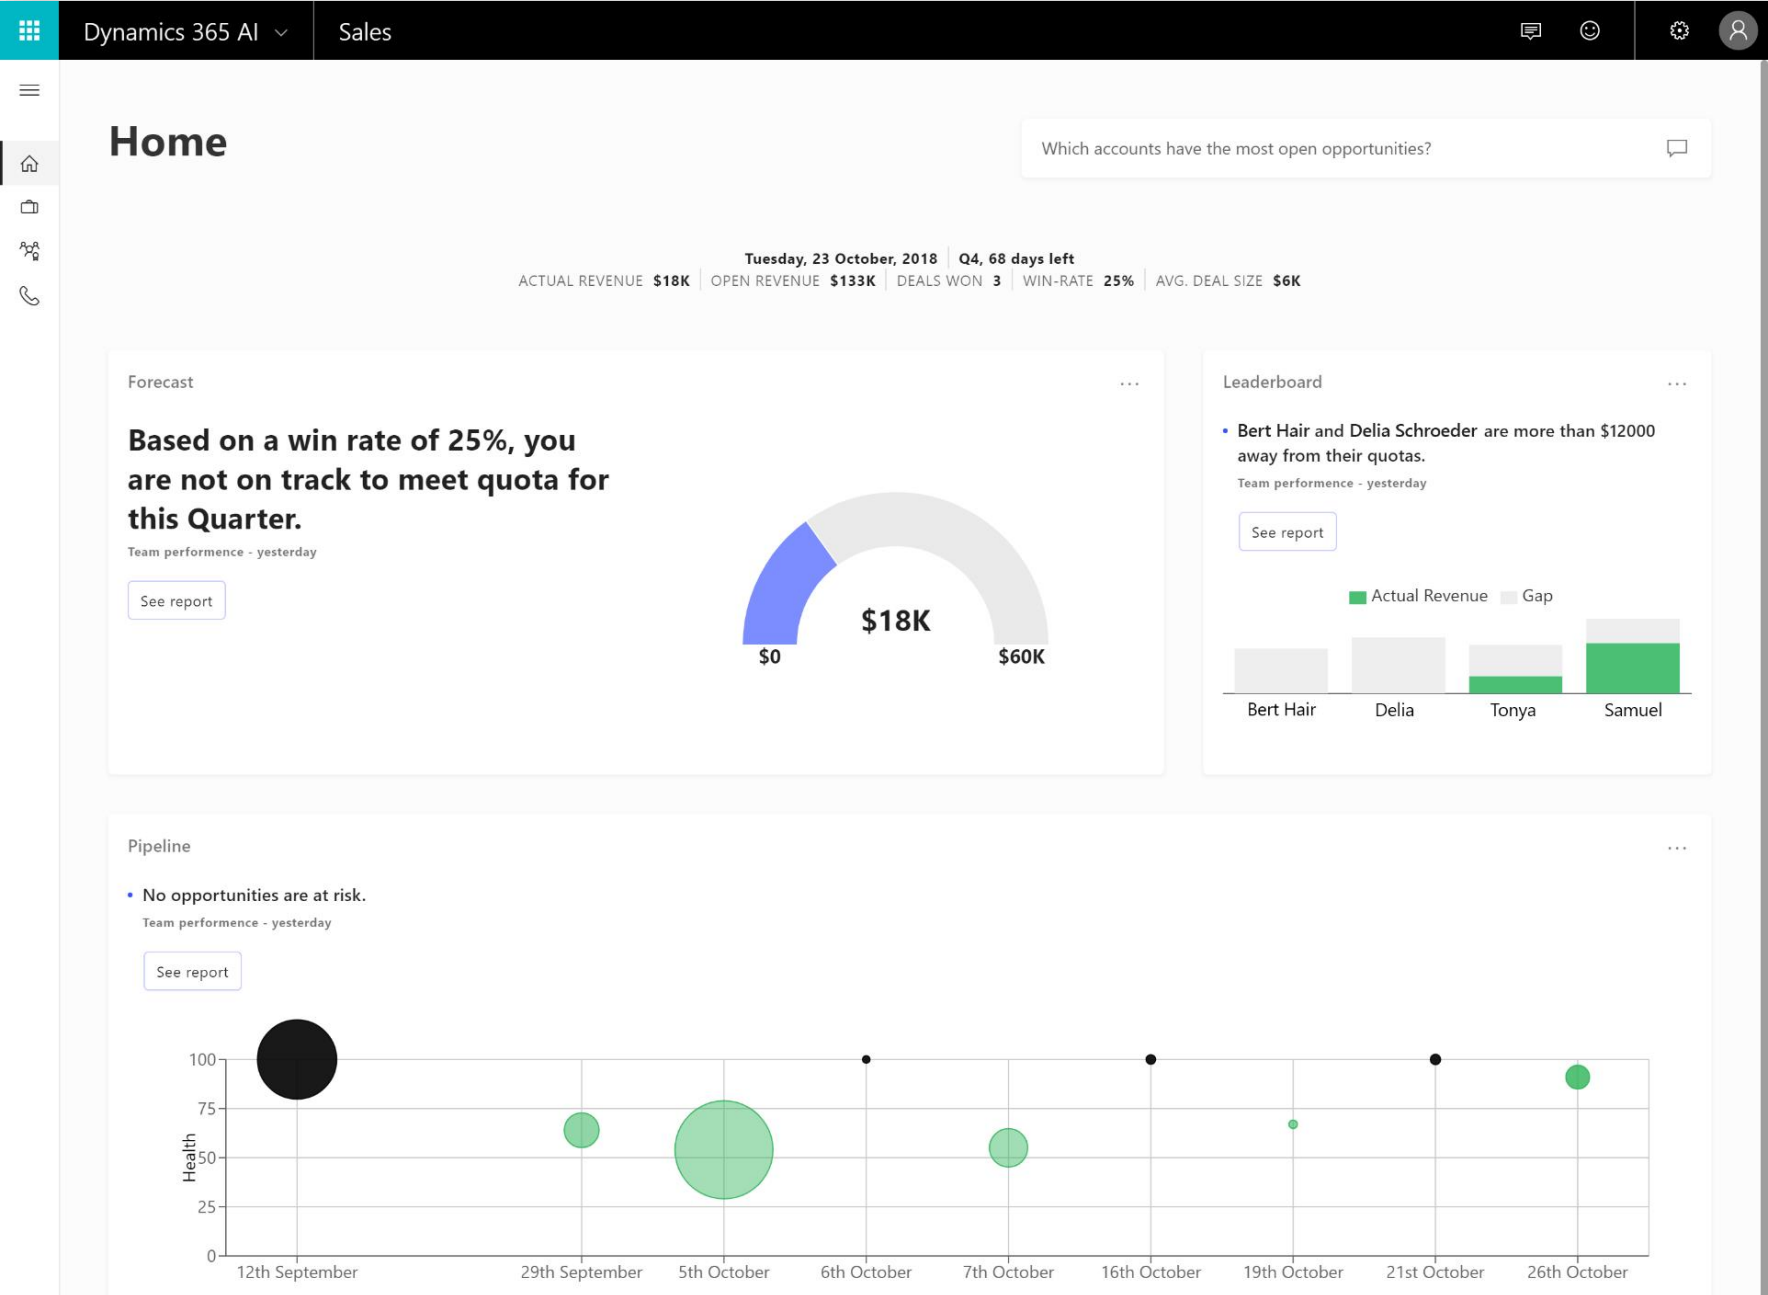 Dynamics 365 AI
Sales
Home
Which accounts have the most open opportunities?
Tuesday, 23 October, 2018 Q4, 68 days left
ACTUAL REVENUE $18K OPEN REVENUE $133K DEALS WON 3 WIN-RATE 25% AVG. DEAL SIZE $6K
Forecast
...
Based on a win rate of 25%, you
are not on track to meet quota for
this Quarter.
Team performence - yesterday
See report
$18K
$0 $60K
Leaderboard
...
• Bert Hair and Delia Schroeder are more than $12000
away from their quotas.
Team performence - yesterday
See report
Actual Revenue Gap
Bert Hair Delia Tonya Samuel
Pipeline
...
• No opportunities are at risk.
Team performence - yesterday
See report
Health
100
75
50
25
0
12th September 29th September 5th October 6th October 7th October 16th October 19th October 21st October 26th October